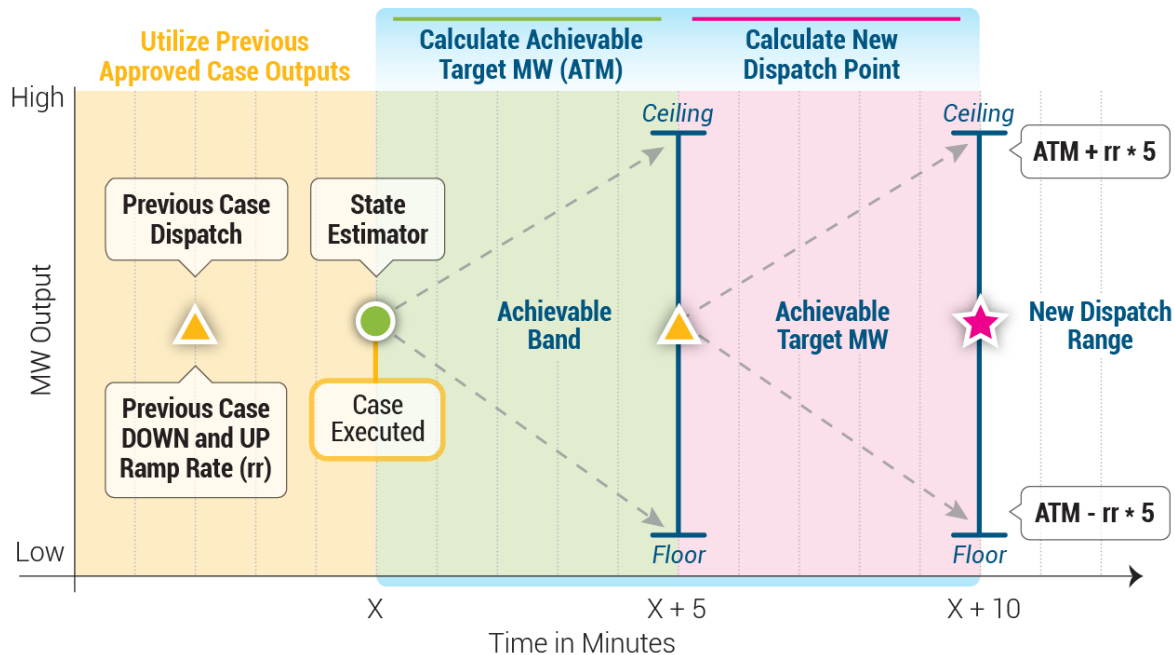 Utilize Previous
Approved Case Outputs
Calculate Achievable
Target MW (ATM)
Calculate New
Dispatch Point
High
Ceiling
Ceiling
ATM + rr * 5
Previous Case
Dispatch
State
Estimator
MW Output
Achievable
Band
Achievable
Target MW
New Dispatch
Range
Previous Case
DOWN and UP
Ramp Rate (rr)
Case
Executed
ATM - rr * 5
Low
Floor
Floor
X
X + 5
X + 10
Time in Minutes